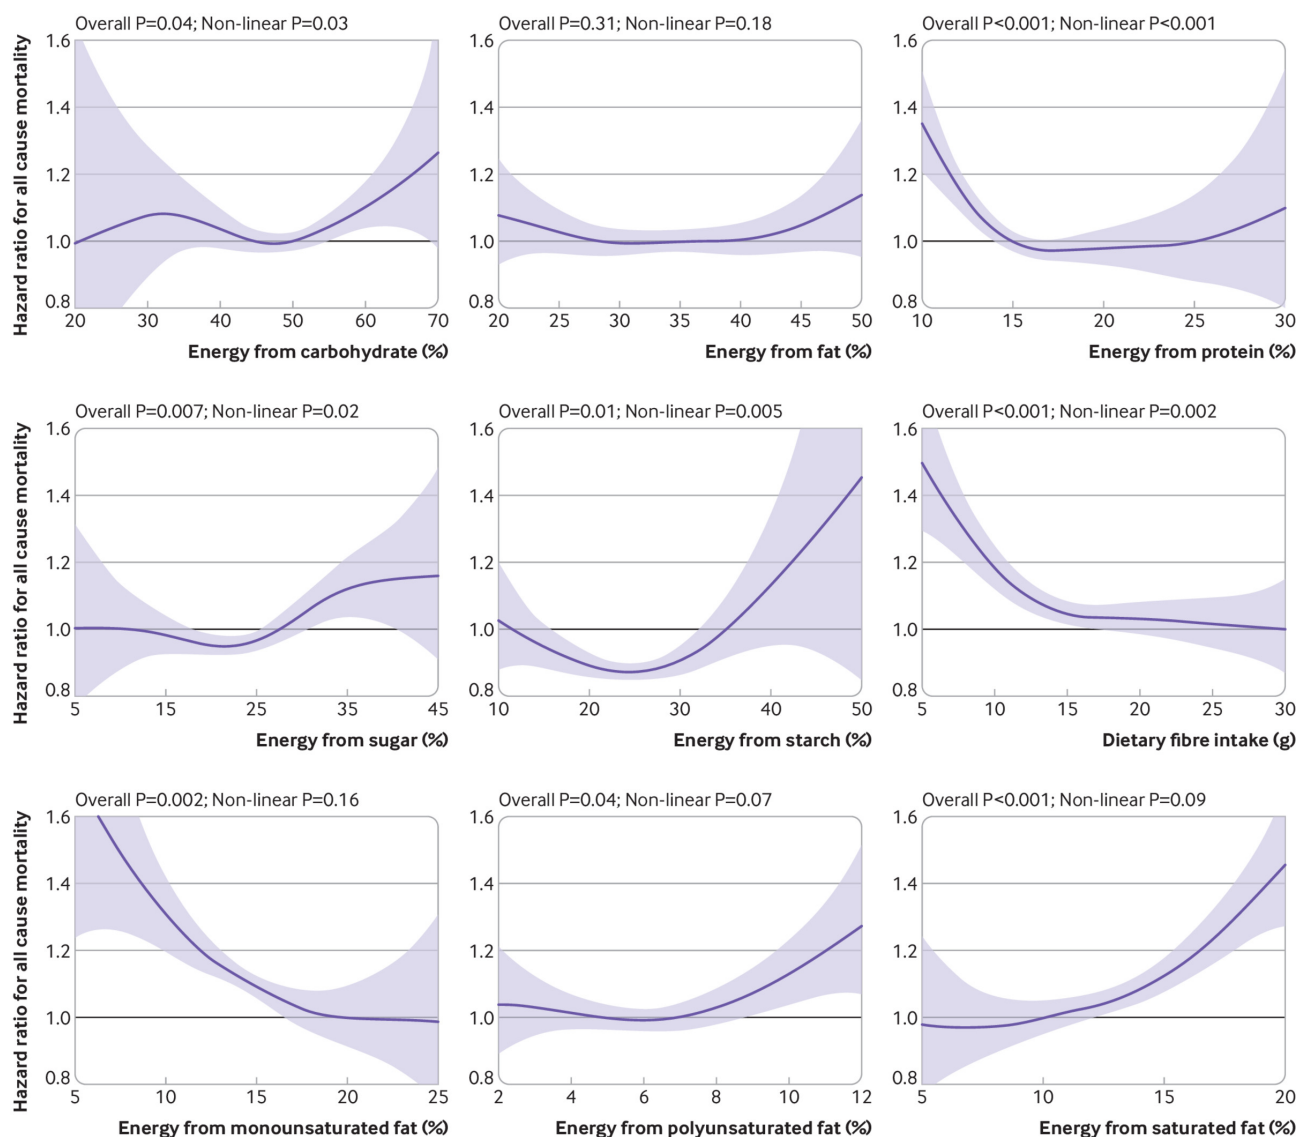 Overall P=0.04; Non-linear P=0.03
Overall P=0.31; Non-linear P=0.18
Overall P<0.001; Non-linear P<0.001
Hazard ratio for all cause mortality
1.6
1.4
1.2
1.0
0.8
20 30 40 50 60 70
Energy from carbohydrate (%)
1.6
1.4
1.2
1.0
0.8
20 25 30 35 40 45 50
Energy from fat (%)
1.6
1.4
1.2
1.0
0.8
10 15 20 25 30
Energy from protein (%)
Overall P=0.007; Non-linear P=0.02
Overall P=0.01; Non-linear P=0.005
Overall P<0.001; Non-linear P=0.002
Hazard ratio for all cause mortality
1.6
1.4
1.2
1.0
0.8
5 15 25 35 45
Energy from sugar (%)
1.6
1.4
1.2
1.0
0.8
10 20 30 40 50
Energy from starch (%)
1.6
1.4
1.2
1.0
0.8
5 10 15 20 25 30
Dietary fibre intake (g)
Overall P=0.002; Non-linear P=0.16
Overall P=0.04; Non-linear P=0.07
Overall P<0.001; Non-linear P=0.09
Hazard ratio for all cause mortality
1.6
1.4
1.2
1.0
0.8
5 10 15 20 25
Energy from monounsaturated fat (%)
1.6
1.4
1.2
1.0
0.8
2 4 6 8 10 12
Energy from polyunsaturated fat (%)
1.6
1.4
1.2
1.0
0.8
5 10 15 20
Energy from saturated fat (%)